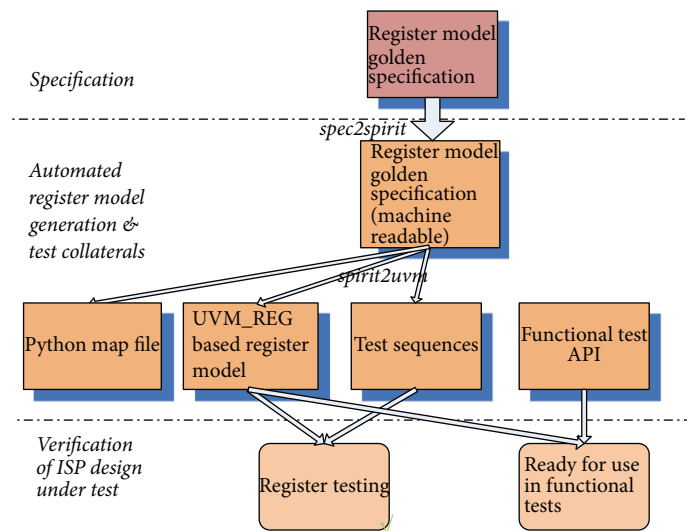 Register model
golden
specification
Specification
spec2spirit
Register model
golden
specification
(machine
readable)
Automated
register model
generation &
test collaterals
spirit2uvm
Python map file
UVM_REG
based register
model
Test sequences
Functional test
API
Verification
of ISP design
under test
Register testing
Ready for use
in functional
tests